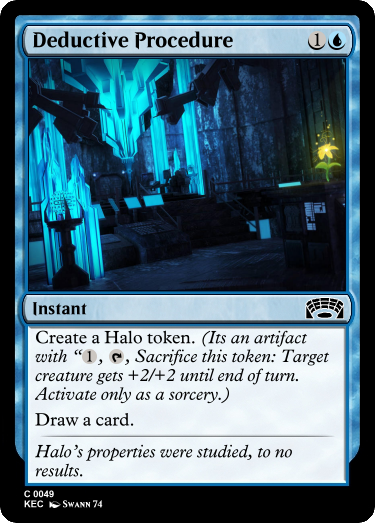 Deductive Procedure 1
Instant
Create a Halo token. (Its an artifact
with “1, , Sacrifice this token: Target
creature gets +2/+2 until end of turn.
Activate only as a sorcery.)
Draw a card.
Halo's properties were studied, to no
results.
C 0049
KEC Swann 74